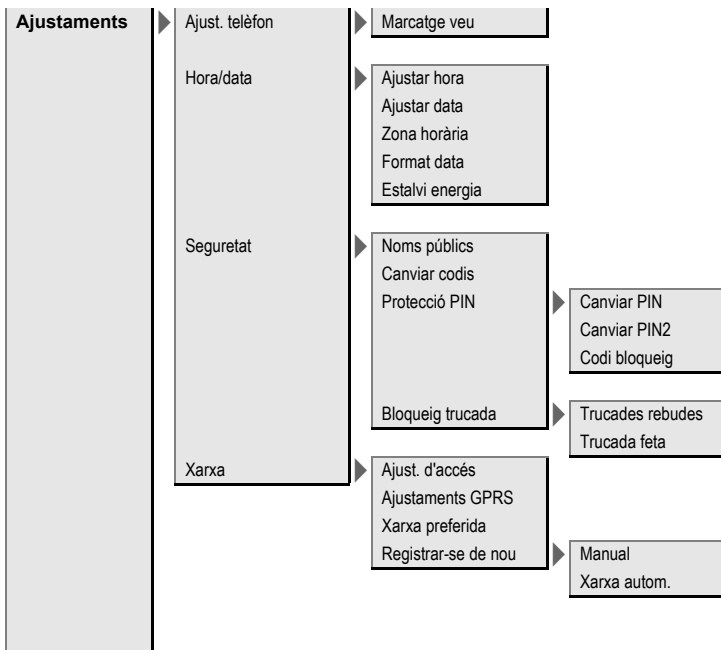 Ajustaments
Ajust. telèfon
Marcatge veu
Hora/data
Ajustar hora
Ajustar data
Zona horària
Format data
Estalvi energia
Seguretat
Noms públics
Canviar codis
Protecció PIN
Canviar PIN
Canviar PIN2
Codi bloqueig
Bloqueig trucada
Trucades rebudes
Trucada feta
Xarxa
Ajust. d'accés
Ajustaments GPRS
Xarxa preferida
Registrar-se de nou
Manual
Xarxa autom.